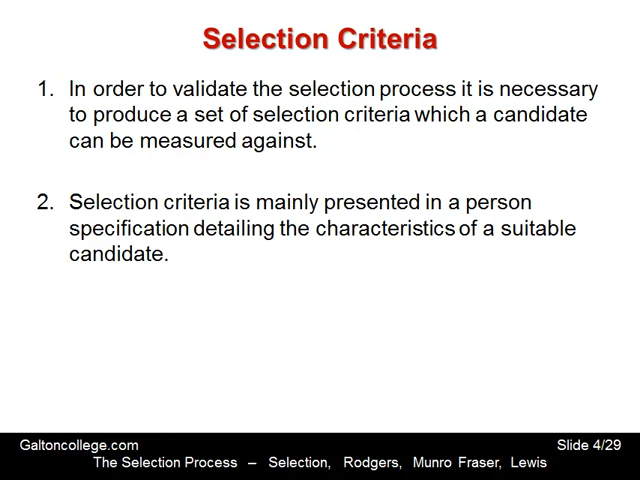 Selection Criteria
1. In order to validate the selection process it is necessary
to produce a set of selection criteria which a candidate
can be measured against.
2. Selection criteria is mainly presented in a person
specification detailing the characteristics of a suitable
candidate.
Galtoncollege.com Slide 4/29
The Selection Process – Selection, Rodgers, Munro Fraser, Lewis